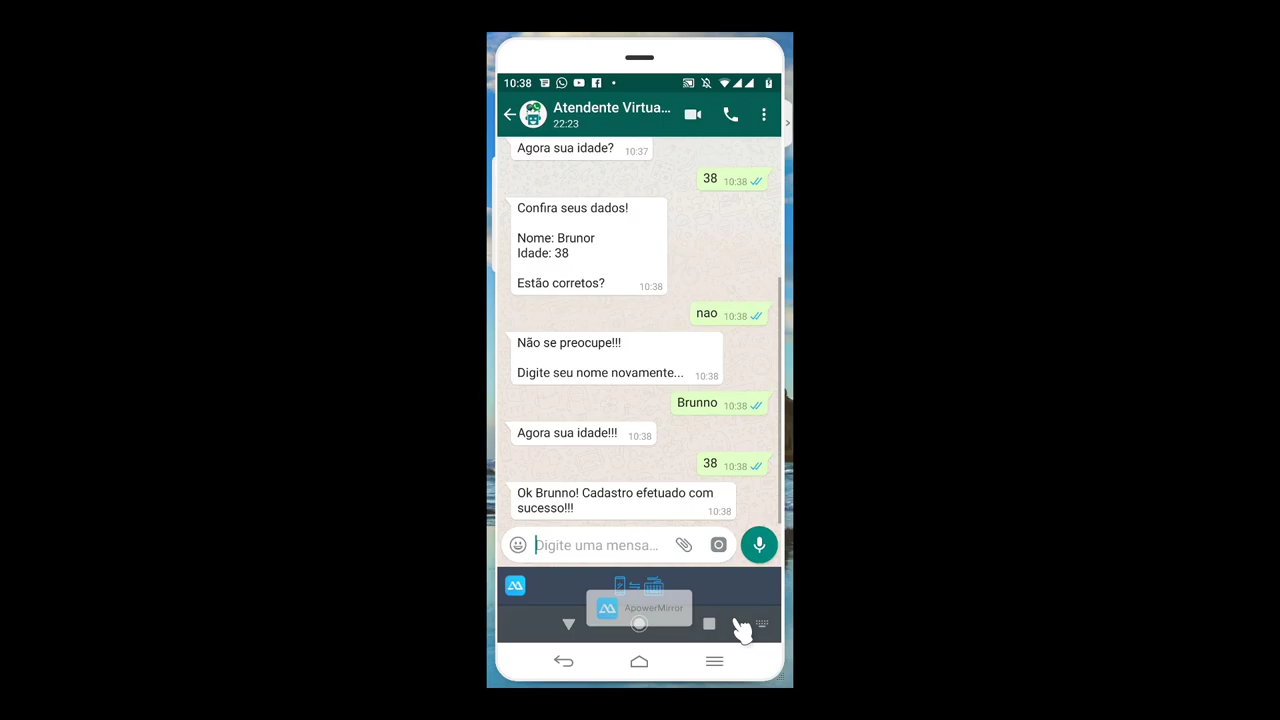 10:38
Atendente Virtua...
22:23
Agora sua idade? 10:37
38 10:38
Confira seus dados!
Nome: Brunor
Idade: 38
Estão corretos? 10:38
nao 10:38
Não se preocupe!!!
Digite seu nome novamente... 10:38
Brunno 10:38
Agora sua idade!!! 10:38
38 10:38
Ok Brunno! Cadastro efetuado com
sucesso!!! 10:38
Digite uma mensa...
ApowerMirror